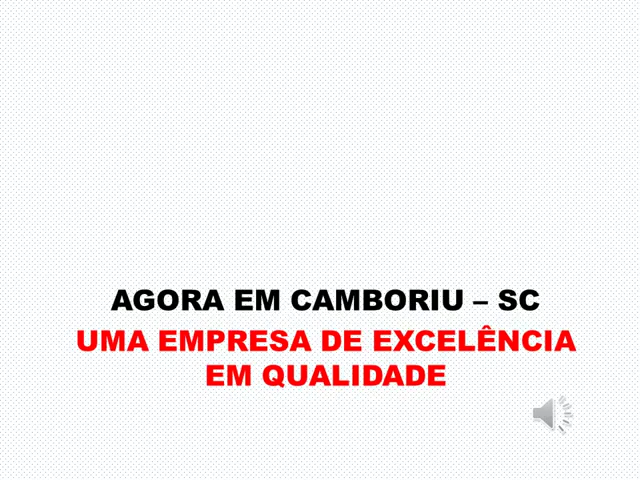 AGORA EM CAMBORIU – SC
UMA EMPRESA DE EXCELÊNCIA
EM QUALIDADE